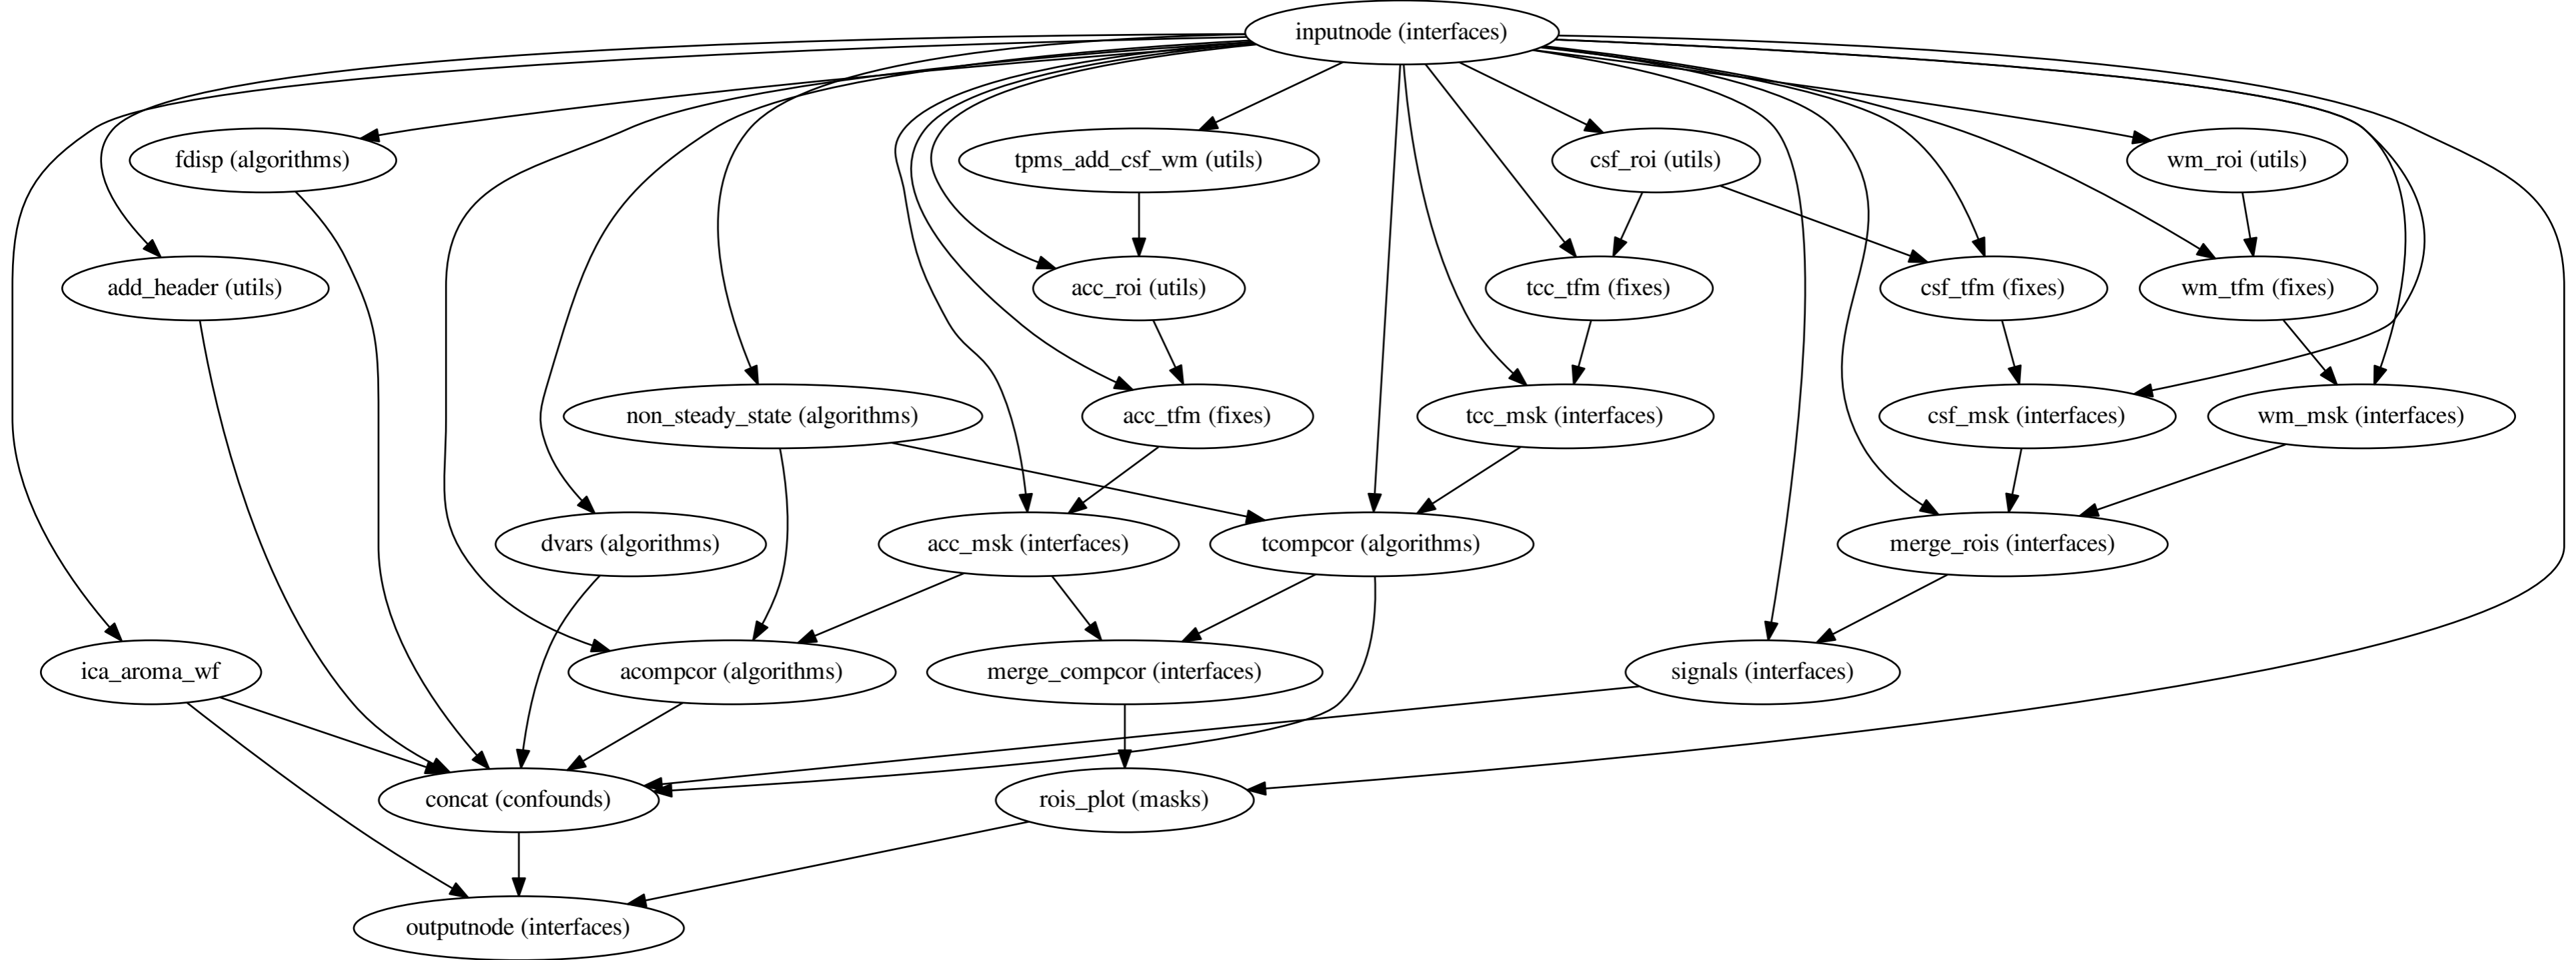 inputnode (interfaces)
fdisp (algorithms)
tpms_add_csf_wm (utils)
csf_roi (utils)
wm_roi (utils)
add_header (utils)
acc_roi (utils)
tcc_tfm (fixes)
csf_tfm (fixes)
wm_tfm (fixes)
non_steady_state (algorithms)
acc_tfm (fixes)
tcc_msk (interfaces)
csf_msk (interfaces)
wm_msk (interfaces)
dvars (algorithms)
acc_msk (interfaces)
tcompcor (algorithms)
merge_rois (interfaces)
ica_aroma_wf
acompcor (algorithms)
merge_compcor (interfaces)
signals (interfaces)
concat (confounds)
rois_plot (masks)
outputnode (interfaces)